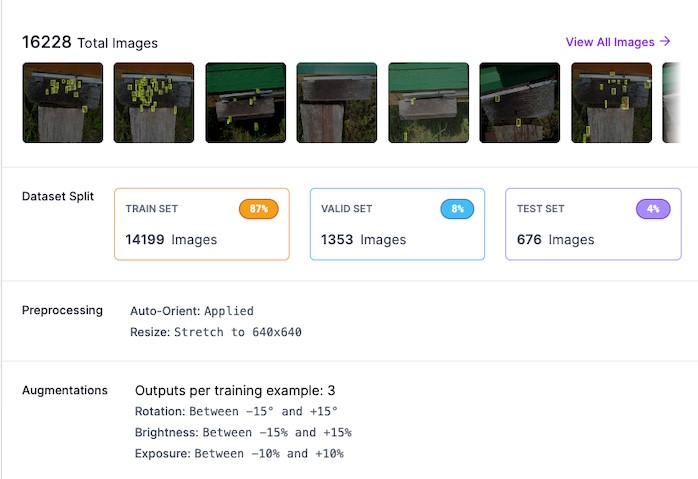 16228 Total Images
View All Images →
Dataset Split
TRAIN SET 87%
14199 Images
VALID SET 8%
1353 Images
TEST SET 4%
676 Images
Preprocessing
Auto-Orient: Applied
Resize: Stretch to 640x640
Augmentations
Outputs per training example: 3
Rotation: Between −15° and +15°
Brightness: Between −15% and +15%
Exposure: Between −10% and +10%